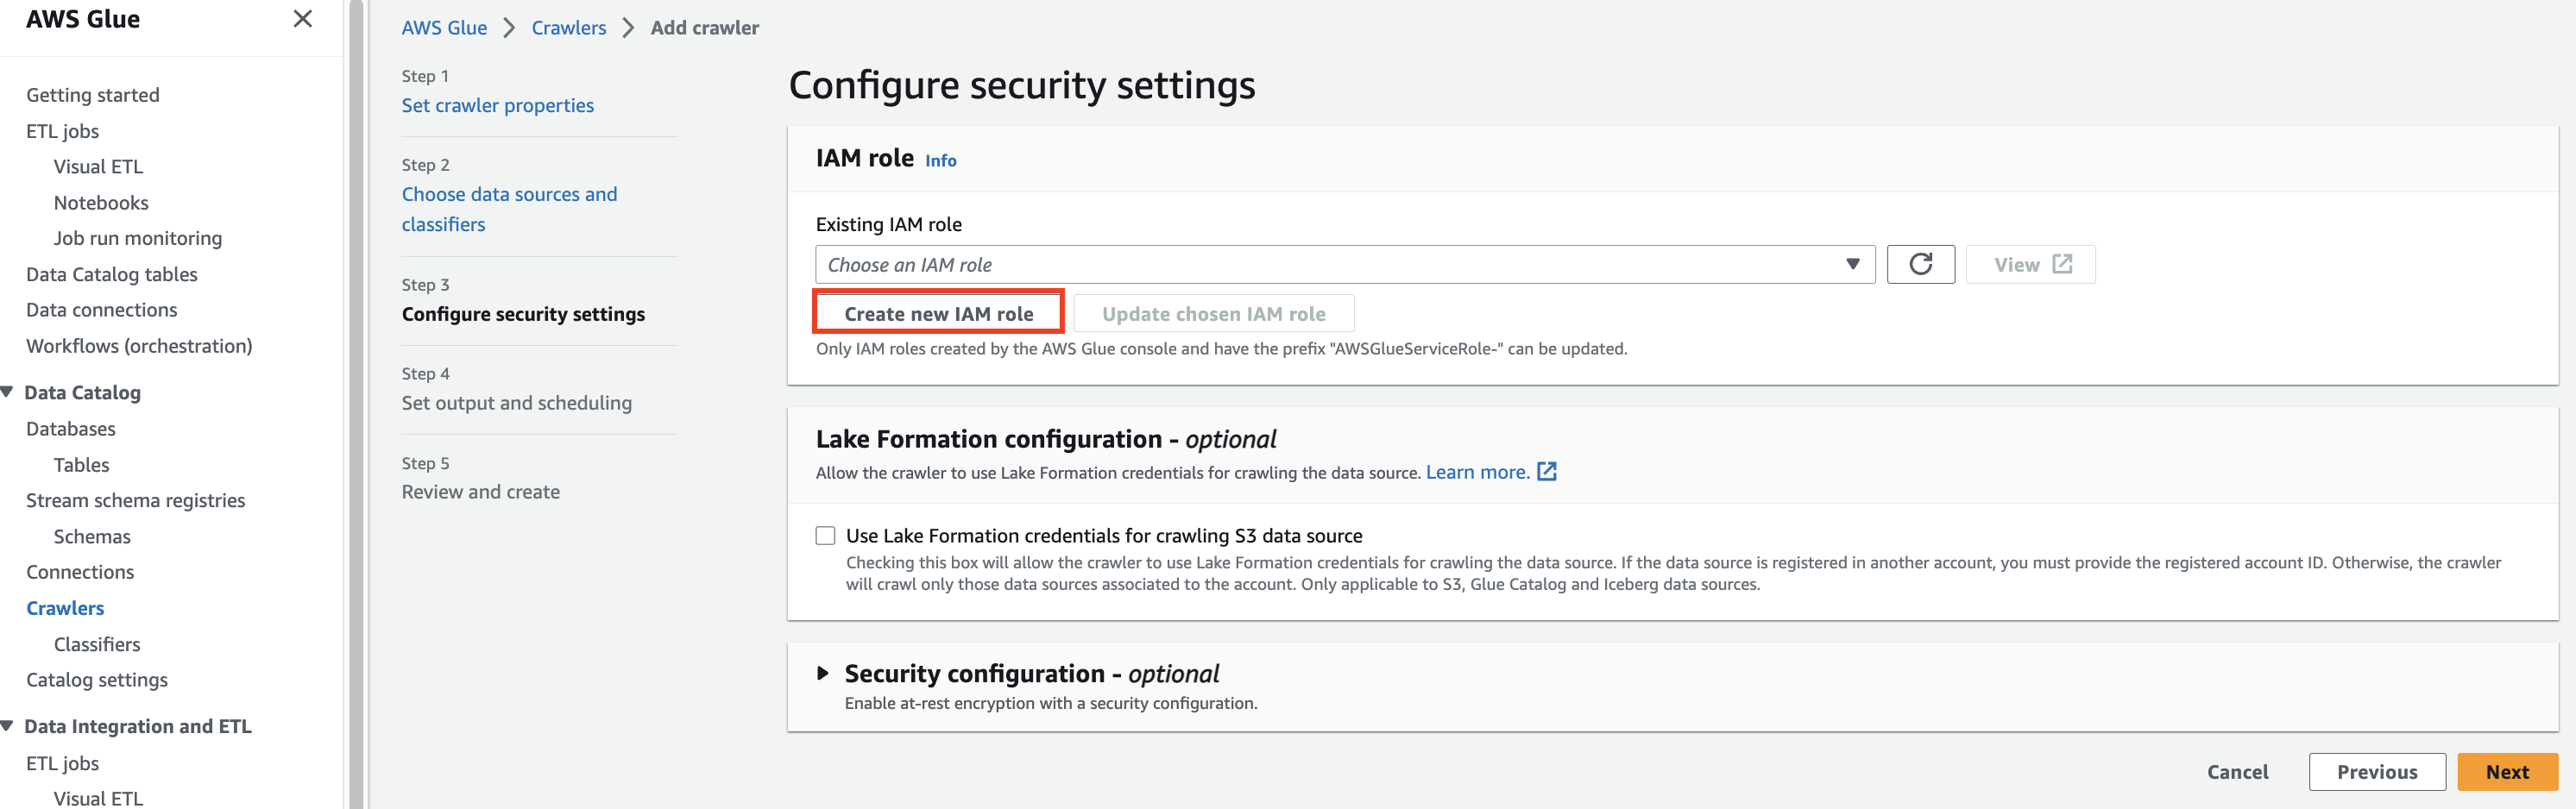 AWS Glue
Getting started
ETL jobs
Visual ETL
Notebooks
Job run monitoring
Data Catalog tables
Data connections
Workflows (orchestration)
Data Catalog
Databases
Tables
Stream schema registries
Schemas
Connections
Crawlers
Classifiers
Catalog settings
Data Integration and ETL
ETL jobs
Visual ETL
AWS Glue > Crawlers > Add crawler
Step 1
Set crawler properties
Step 2
Choose data sources and
classifiers
Step 3
Configure security settings
Step 4
Set output and scheduling
Step 5
Review and create
Configure security settings
IAM role Info
Existing IAM role
Choose an IAM role
View
Create new IAM role
Update chosen IAM role
Only IAM roles created by the AWS Glue console and have the prefix "AWSGlueServiceRole-" can be updated.
Lake Formation configuration - optional
Allow the crawler to use Lake Formation credentials for crawling the data source. Learn more.
Use Lake Formation credentials for crawling S3 data source
Checking this box will allow the crawler to use Lake Formation credentials for crawling the data source. If the data source is registered in another account, you must provide the registered account ID. Otherwise, the crawler
will crawl only those data sources associated to the account. Only applicable to S3, Glue Catalog and Iceberg data sources.
Security configuration - optional
Enable at-rest encryption with a security configuration.
Cancel
Previous
Next